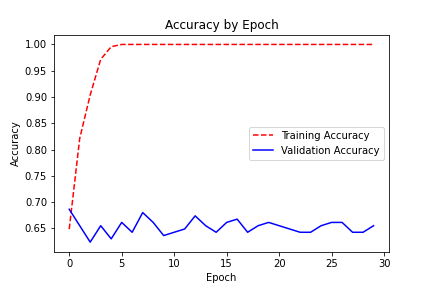 Accuracy by Epoch
1.00
0.95
0.90
0.85
0.80
0.75
0.70
0.65
Accuracy
Training Accuracy
Validation Accuracy
0 5 10 15 20 25 30
Epoch